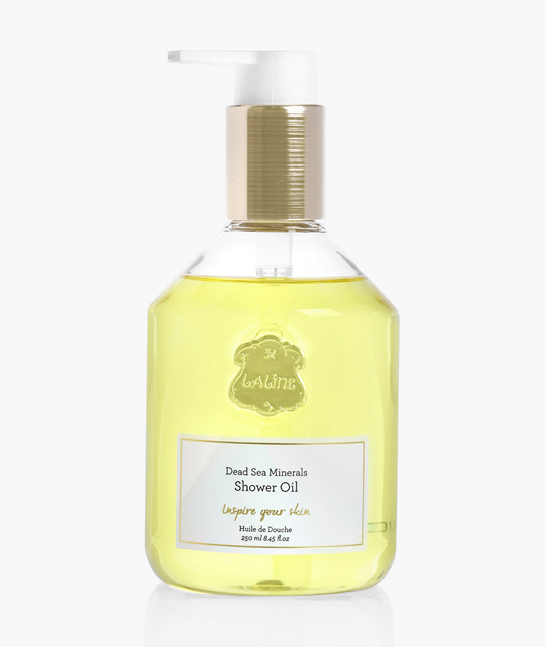 LALiNE
Dead Sea Minerals
Shower Oil
Inspire your skin
Huile de Douche
250 ml 8.45 fl.oz